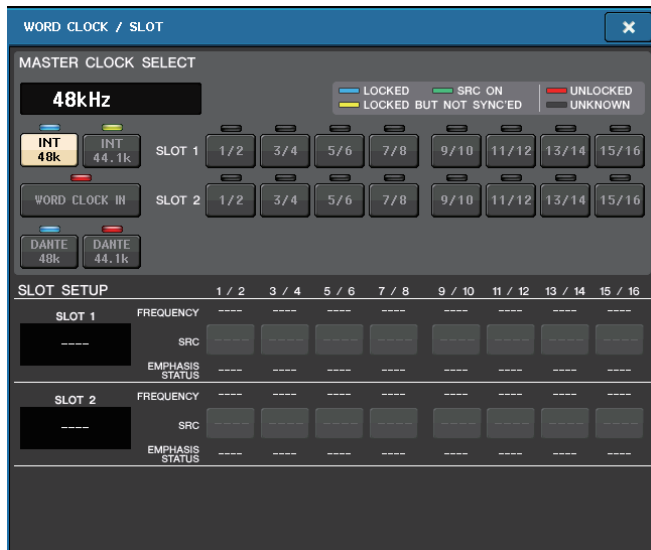 WORD CLOCK / SLOT
MASTER CLOCK SELECT
48kHz
LOCKED SRC ON UNLOCKED
LOCKED BUT NOT SYNC'ED UNKNOWN
INT 48k INT 44.1k SLOT 1 1/2 3/4 5/6 7/8 9/10 11/12 13/14 15/16
WORD CLOCK IN SLOT 2 1/2 3/4 5/6 7/8 9/10 11/12 13/14 15/16
DANTE 48k DANTE 44.1k
SLOT SETUP 1 / 2 3 / 4 5 / 6 7 / 8 9 / 10 11 / 12 13 / 14 15 / 16
SLOT 1 FREQUENCY ---- ---- ---- ---- ---- ---- ---- ----
---- SRC ---- ---- ---- ---- ---- ---- ---- ----
EMPHASIS STATUS ---- ---- ---- ---- ---- ---- ---- ----
SLOT 2 FREQUENCY ---- ---- ---- ---- ---- ---- ---- ----
---- SRC ---- ---- ---- ---- ---- ---- ---- ----
EMPHASIS STATUS ---- ---- ---- ---- ---- ---- ---- ----